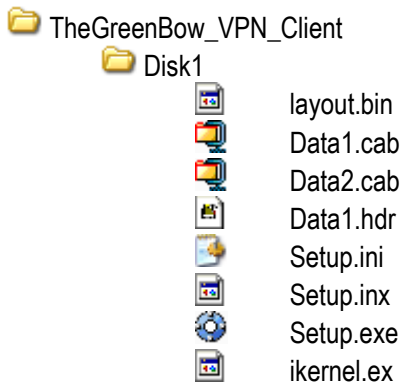 TheGreenBow_VPN_Client
Disk1
layout.bin
Data1.cab
Data2.cab
Data1.hdr
Setup.ini
Setup.inx
Setup.exe
ikernel.ex